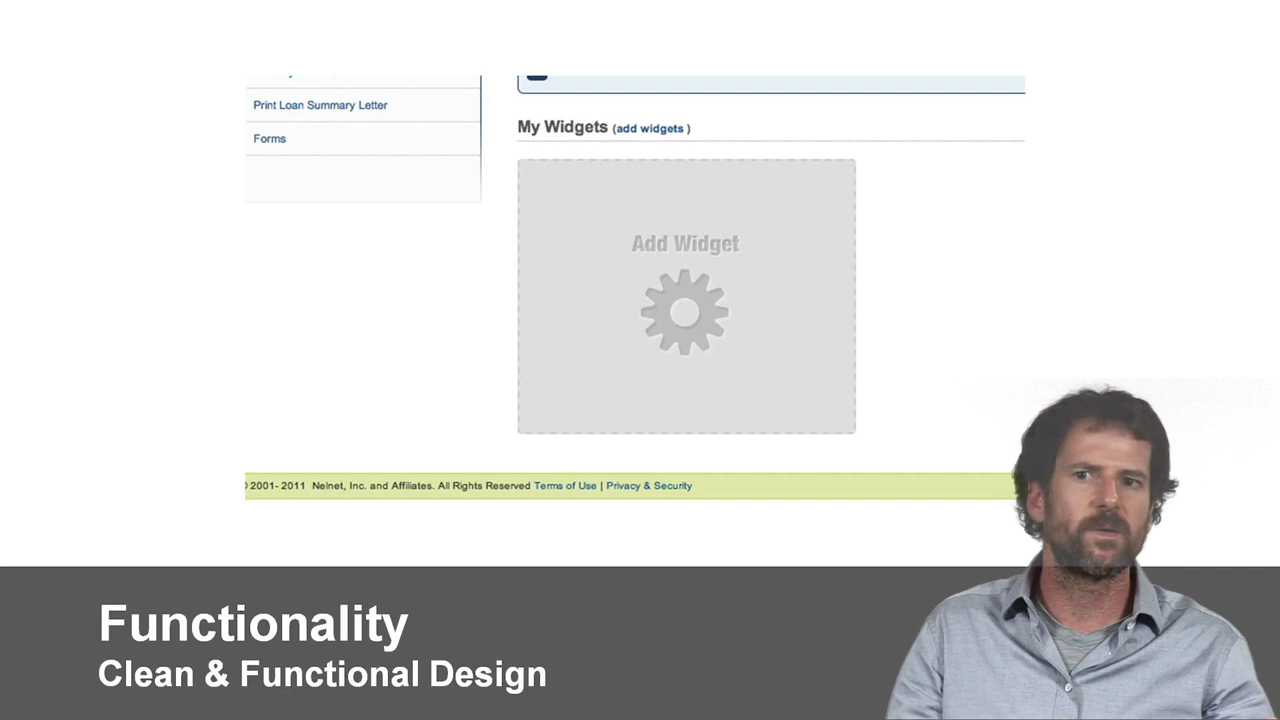 Print Loan Summary Letter
Forms
My Widgets (add widgets )
Add Widget
2001- 2011 Nelnet, Inc. and Affiliates. All Rights Reserved Terms of Use | Privacy & Security
Functionality
Clean & Functional Design